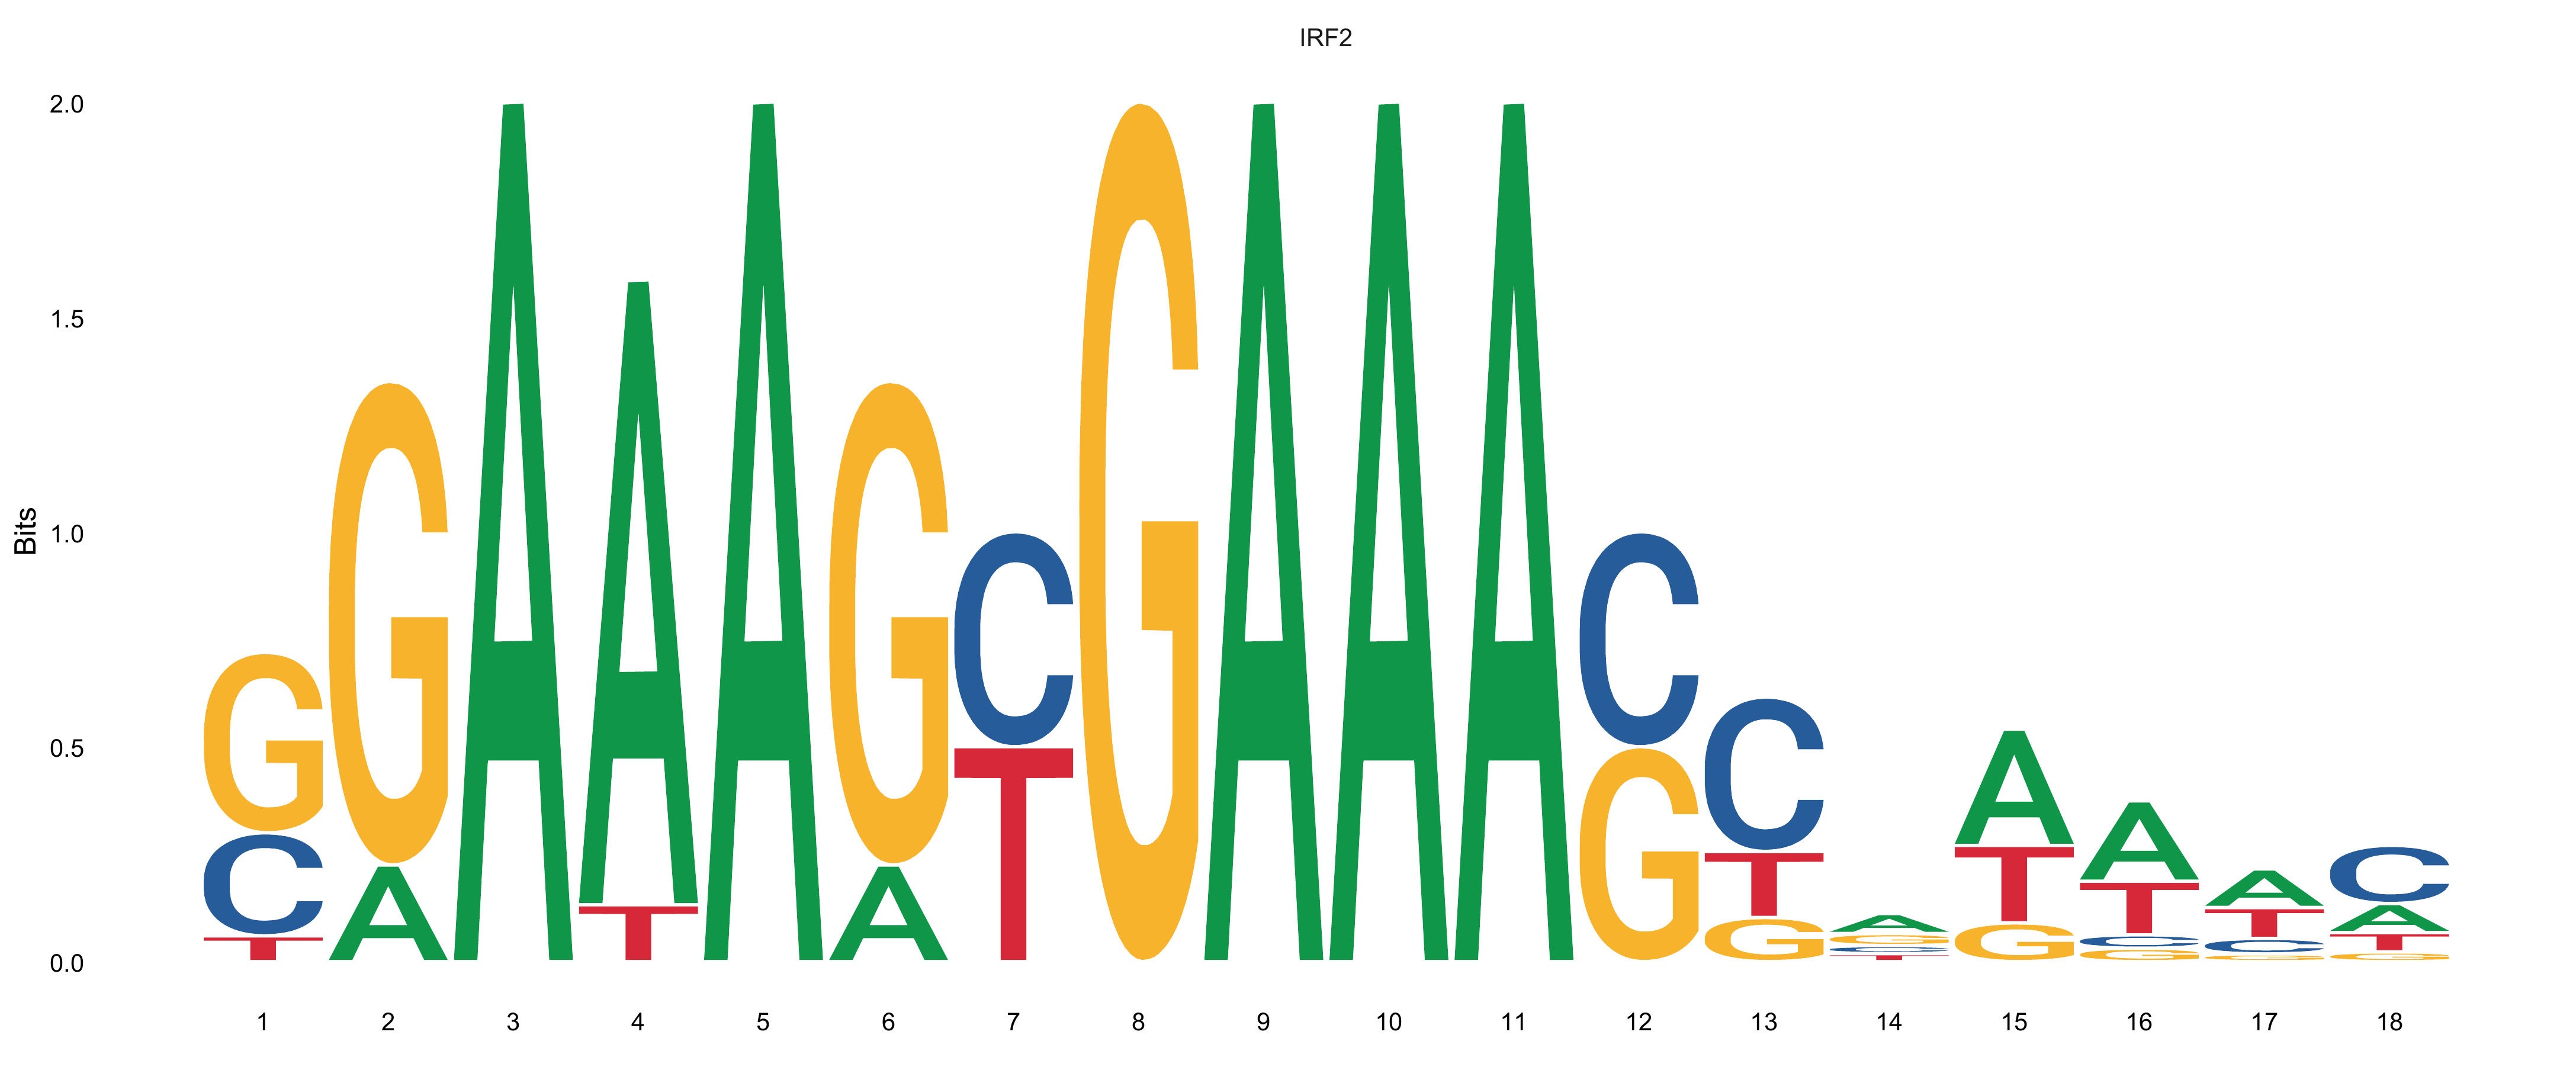 IRF2
2.0
1.5
1.0
0.5
0.0
Bits
G C T
G A
A
A T
A
G A
C T
G
A
A
A
C G
C T G
A G C T
A T G
A T C G
A T C G
C A T G
1 2 3 4 5 6 7 8 9 10 11 12 13 14 15 16 17 18